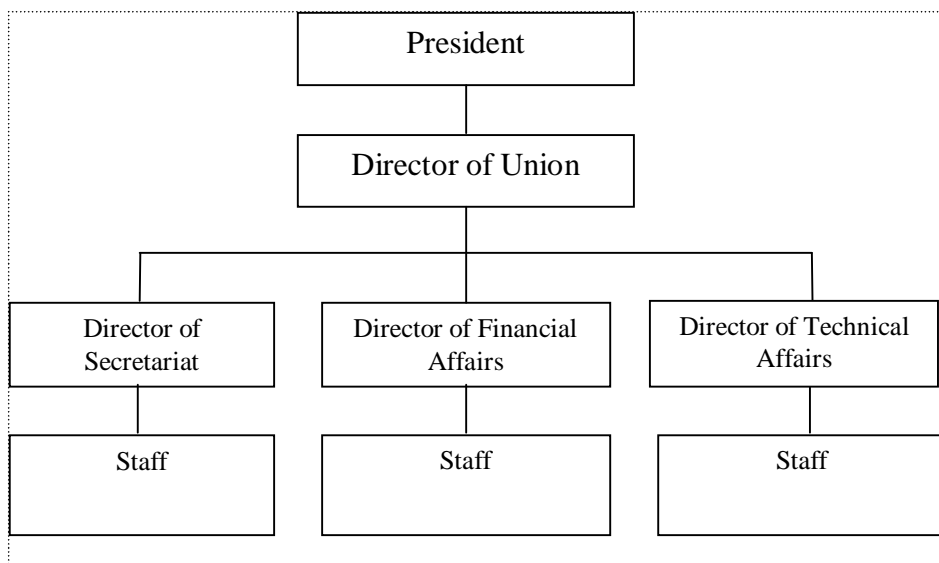 President
Director of Union
Director of
Secretariat
Director of Financial
Affairs
Director of Technical
Affairs
Staff
Staff
Staff